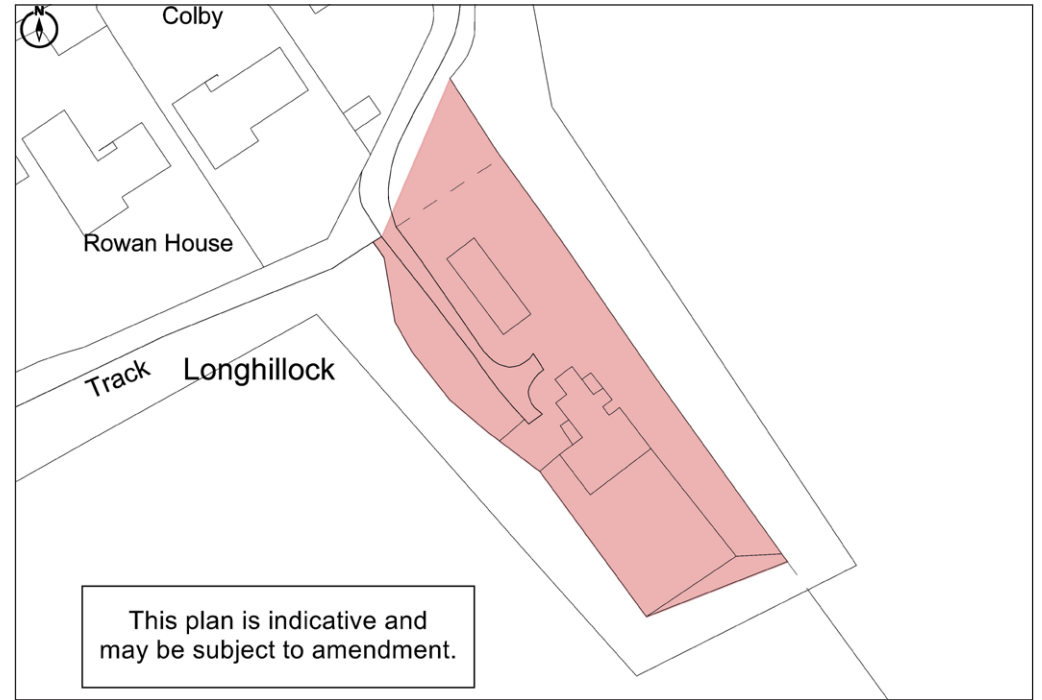 N
Colby
Rowan House
Track
Longhillock
This plan is indicative and
may be subject to amendment.